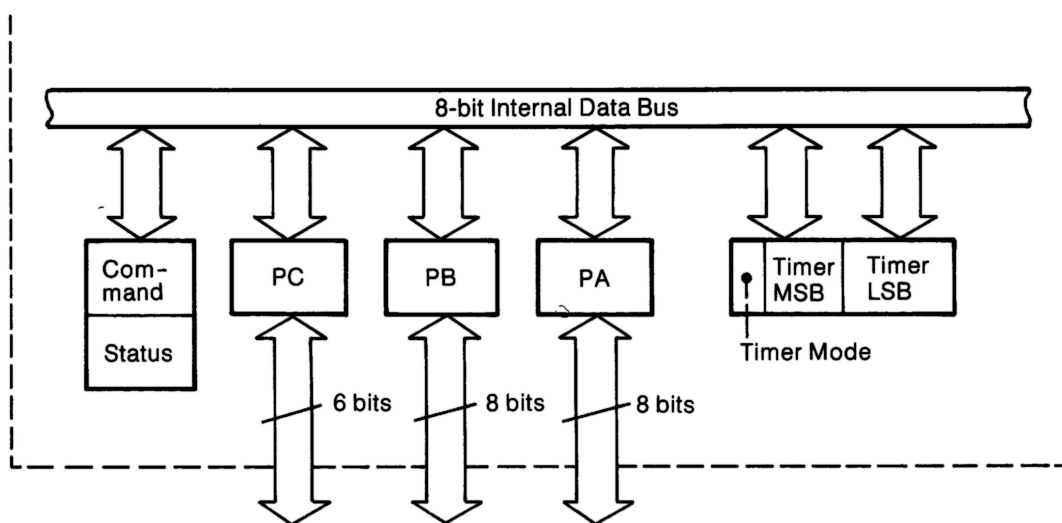 8-bit Internal Data Bus
Com-
mand
Status
PC
PB
PA
Timer
MSB
Timer
LSB
Timer Mode
6 bits
8 bits
8 bits